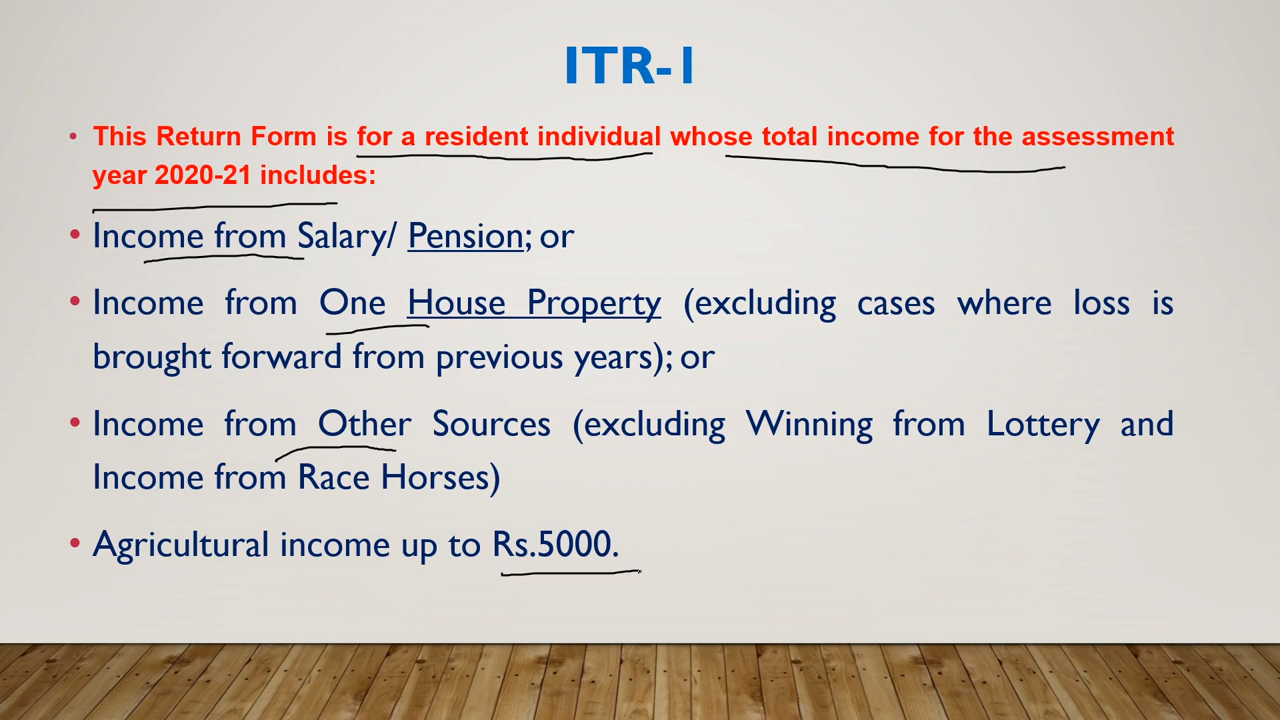 ITR-1
• This Return Form is for a resident individual whose total income for the assessment
year 2020-21 includes:
• Income from Salary/ Pension; or
• Income from One House Property (excluding cases where loss is
brought forward from previous years); or
• Income from Other Sources (excluding Winning from Lottery and
Income from Race Horses)
• Agricultural income up to Rs.5000.